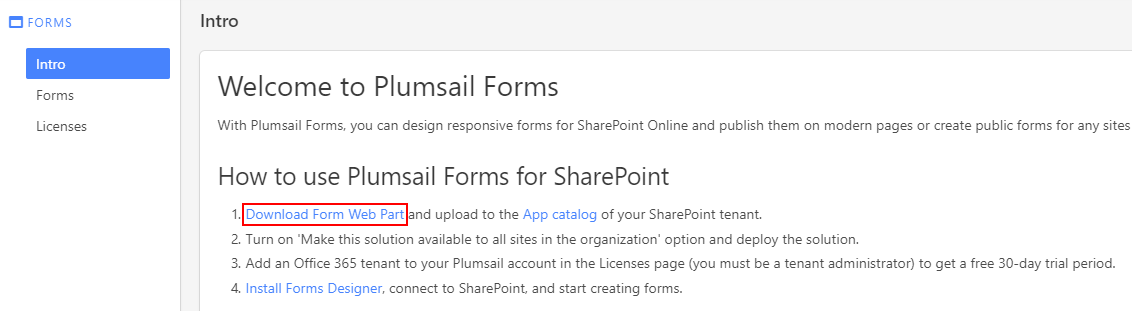 FORMS
Intro
Forms
Licenses
Intro
Welcome to Plumsail Forms
With Plumsail Forms, you can design responsive forms for SharePoint Online and publish them on modern pages or create public forms for any sites
How to use Plumsail Forms for SharePoint
1. Download Form Web Part and upload to the App catalog of your SharePoint tenant.
2. Turn on 'Make this solution available to all sites in the organization' option and deploy the solution.
3. Add an Office 365 tenant to your Plumsail account in the Licenses page (you must be a tenant administrator) to get a free 30-day trial period.
4. Install Forms Designer, connect to SharePoint, and start creating forms.